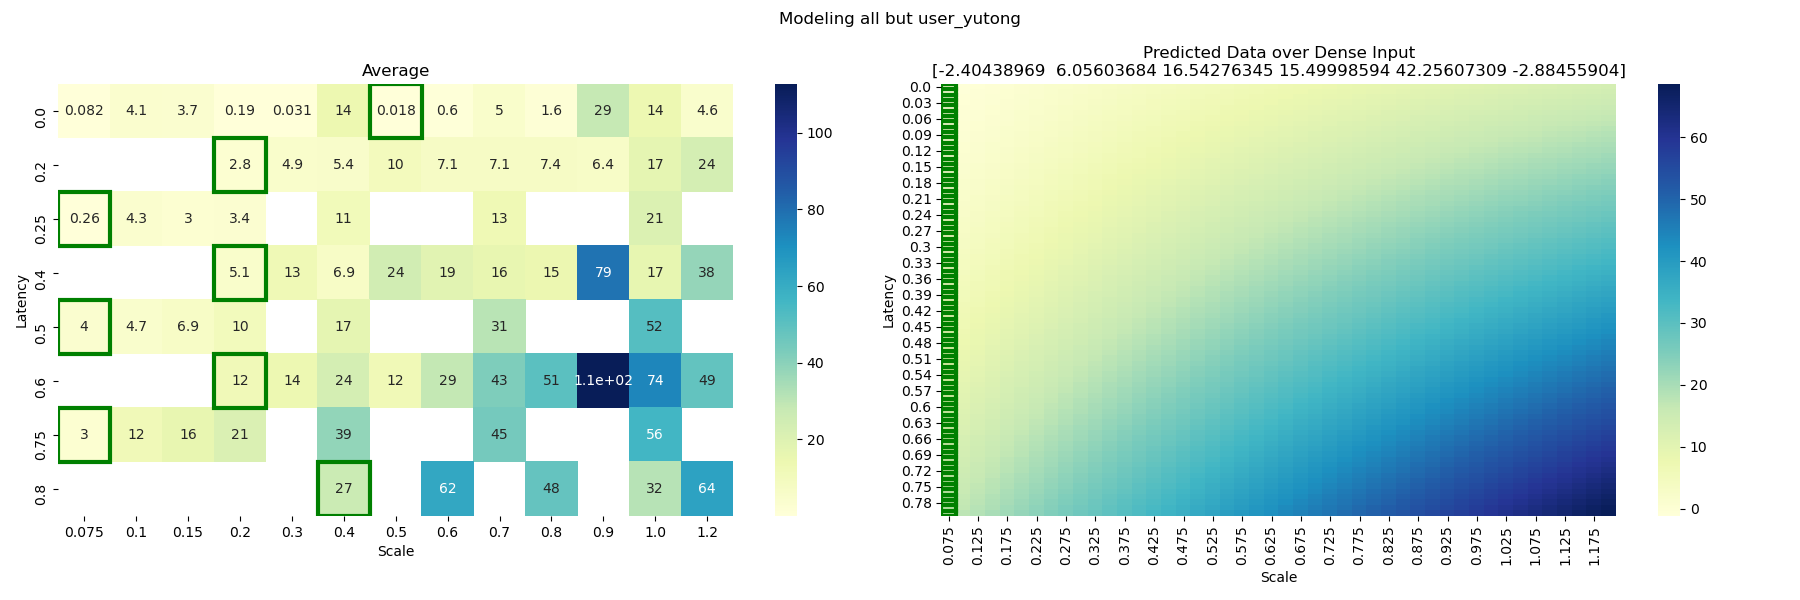 Modeling all but user_yutong
Average
0.0 0.082 4.1 3.7 0.19 0.031 14 0.018 0.6 5 1.6 29 14 4.6
0.2 2.8 4.9 5.4 10 7.1 7.1 7.4 6.4 17 24
0.25 0.26 4.3 3 3.4 11 13 21
0.4 5.1 13 6.9 24 19 16 15 79 17 38
0.5 4 4.7 6.9 10 17 31 52
0.6 12 14 24 12 29 43 51 1.1e+02 74 49
0.75 3 12 16 21 39 45 56
0.8 27 62 48 32 64
Latency
0.075 0.1 0.15 0.2 0.3 0.4 0.5 0.6 0.7 0.8 0.9 1.0 1.2
Scale
100
80
60
40
20
Predicted Data over Dense Input
[-2.40438969 6.05603684 16.54276345 15.49998594 42.25607309 -2.88455904]
0.0
0.03
0.06
0.09
0.12
0.15
0.18
0.21
0.24
0.27
0.3
0.33
0.36
0.39
0.42
0.45
0.48
0.51
0.54
0.57
0.6
0.63
0.66
0.69
0.72
0.75
0.78
Latency
0.075 0.125 0.175 0.225 0.275 0.325 0.375 0.425 0.475 0.525 0.575 0.625 0.675 0.725 0.775 0.825 0.875 0.925 0.975 1.025 1.075 1.125 1.175
Scale
60
50
40
30
20
10
0